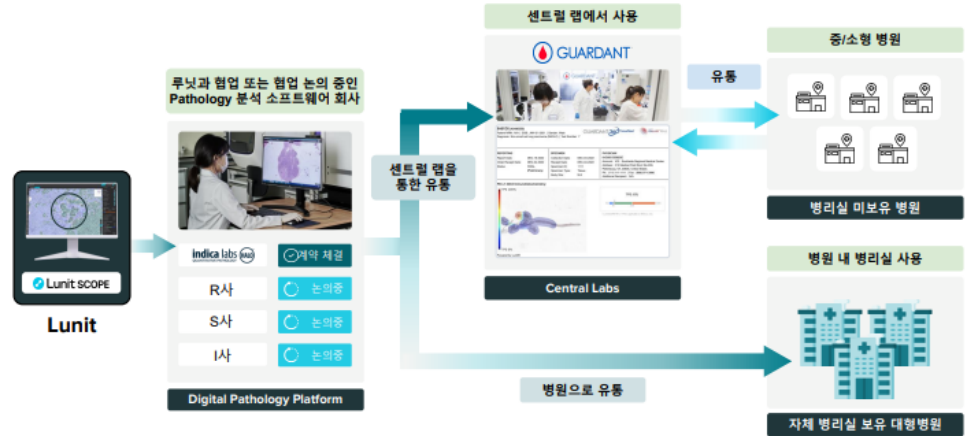 Lunit SCOPE
Lunit
루닛과 협업 또는 협업 논의 중인
Pathology 분석 소프트웨어 회사
indica labs
HALO
계약 체결
R사
논의중
S사
논의중
I사
논의중
Digital Pathology Platform
센트럴 랩을
통한 유통
센트럴 랩에서 사용
GUARDANT
Central Labs
유통
중/소형 병원
병리실 미보유 병원
병원으로 유통
병원 내 병리실 사용
자체 병리실 보유 대형병원